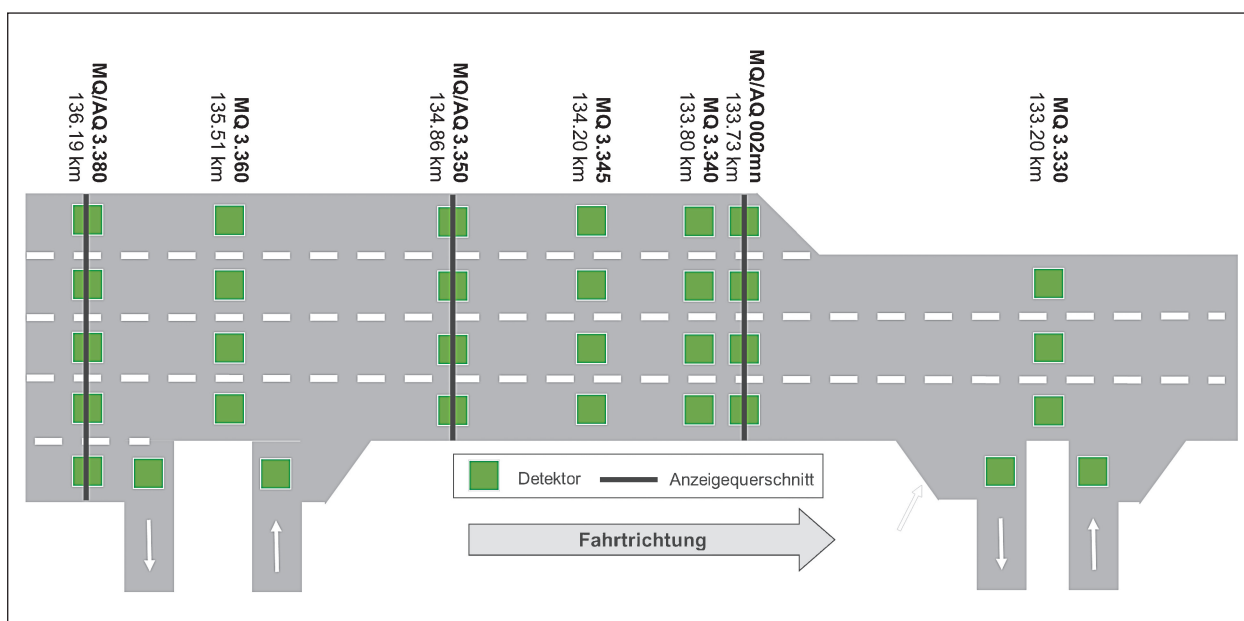 MQ/AQ 3.380
136.19 km
MQ 3.360
135.51 km
MQ/AQ 3.350
134.86 km
MQ 3.345
134.20 km
MQ 3.340
133.80 km
MQ/AQ 002mn
133.73 km
MQ 3.330
133.20 km
Detektor
Anzeigequerschnitt
Fahrtrichtung